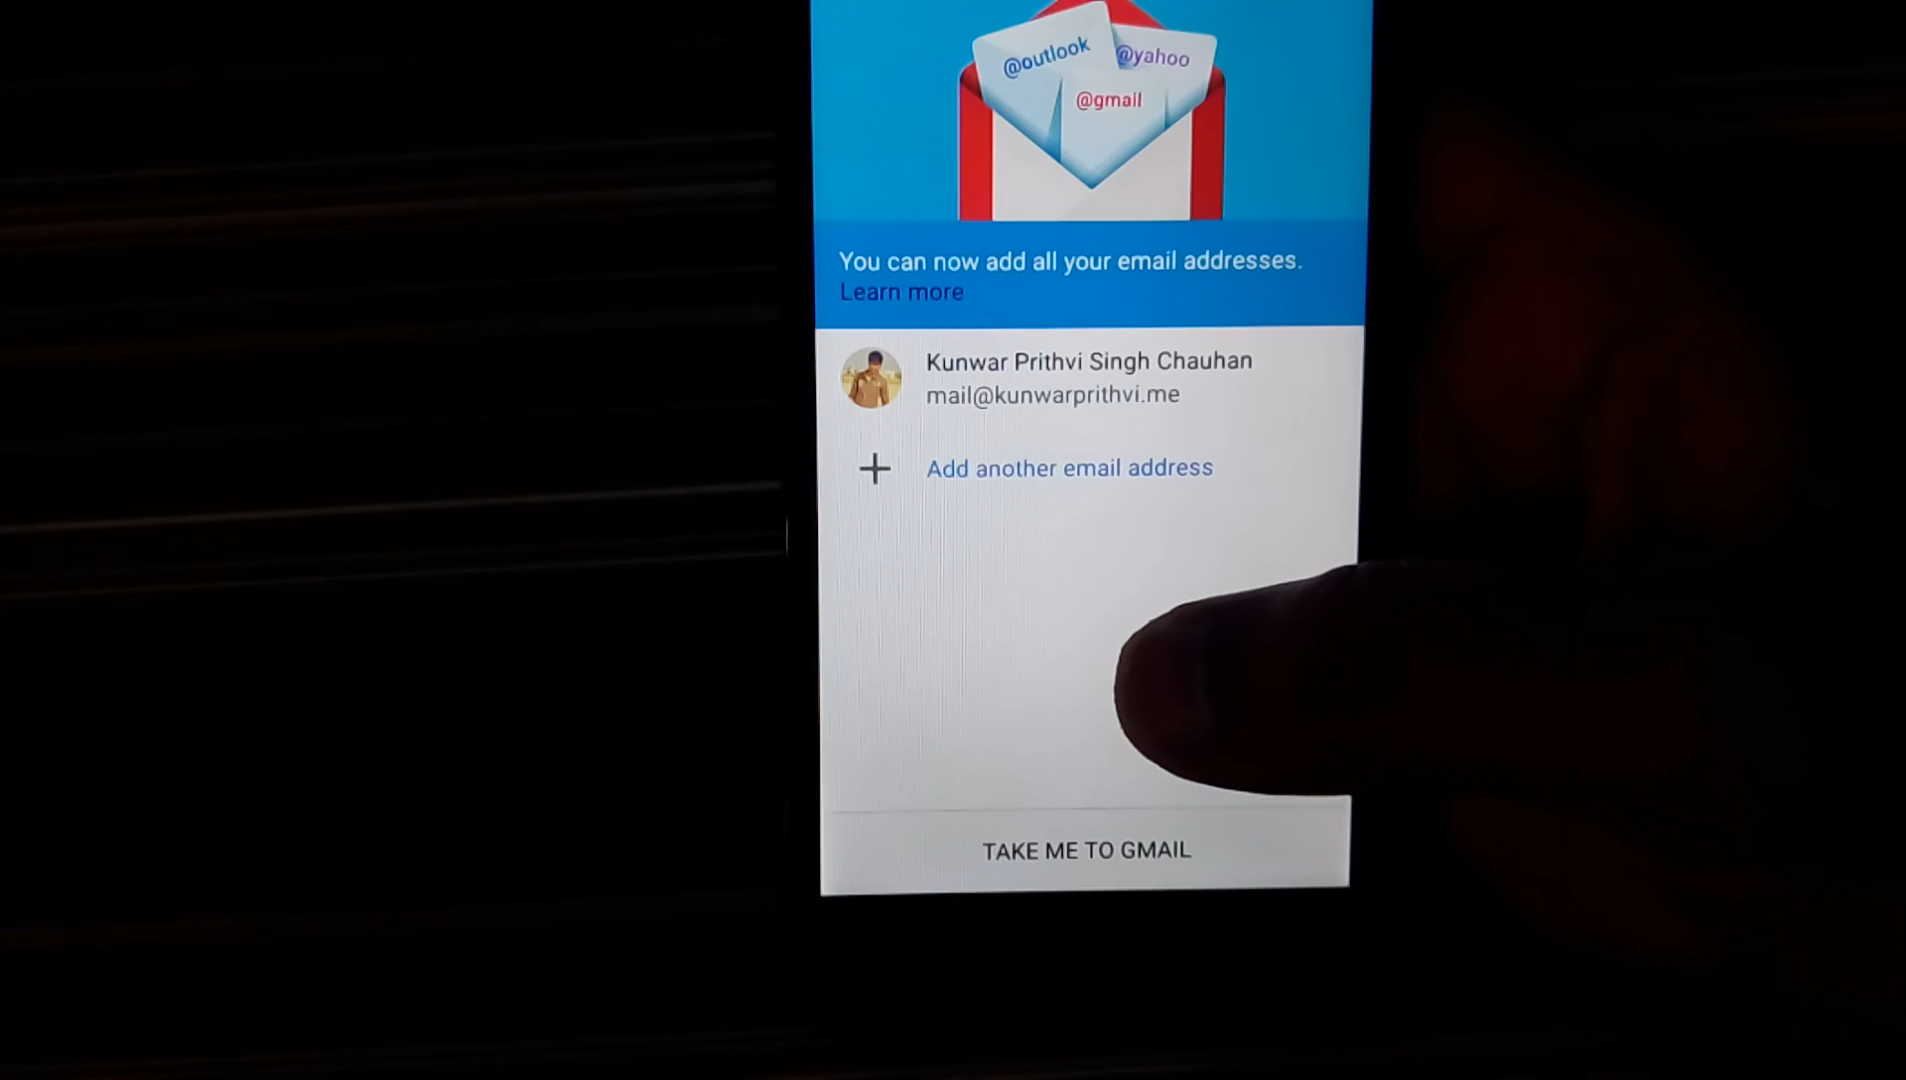 @outlook
@yahoo
@gmail
You can now add all your email addresses.
Learn more
Kunwar Prithvi Singh Chauhan
mail@kunwarprithvi.me
+ Add another email address
TAKE ME TO GMAIL